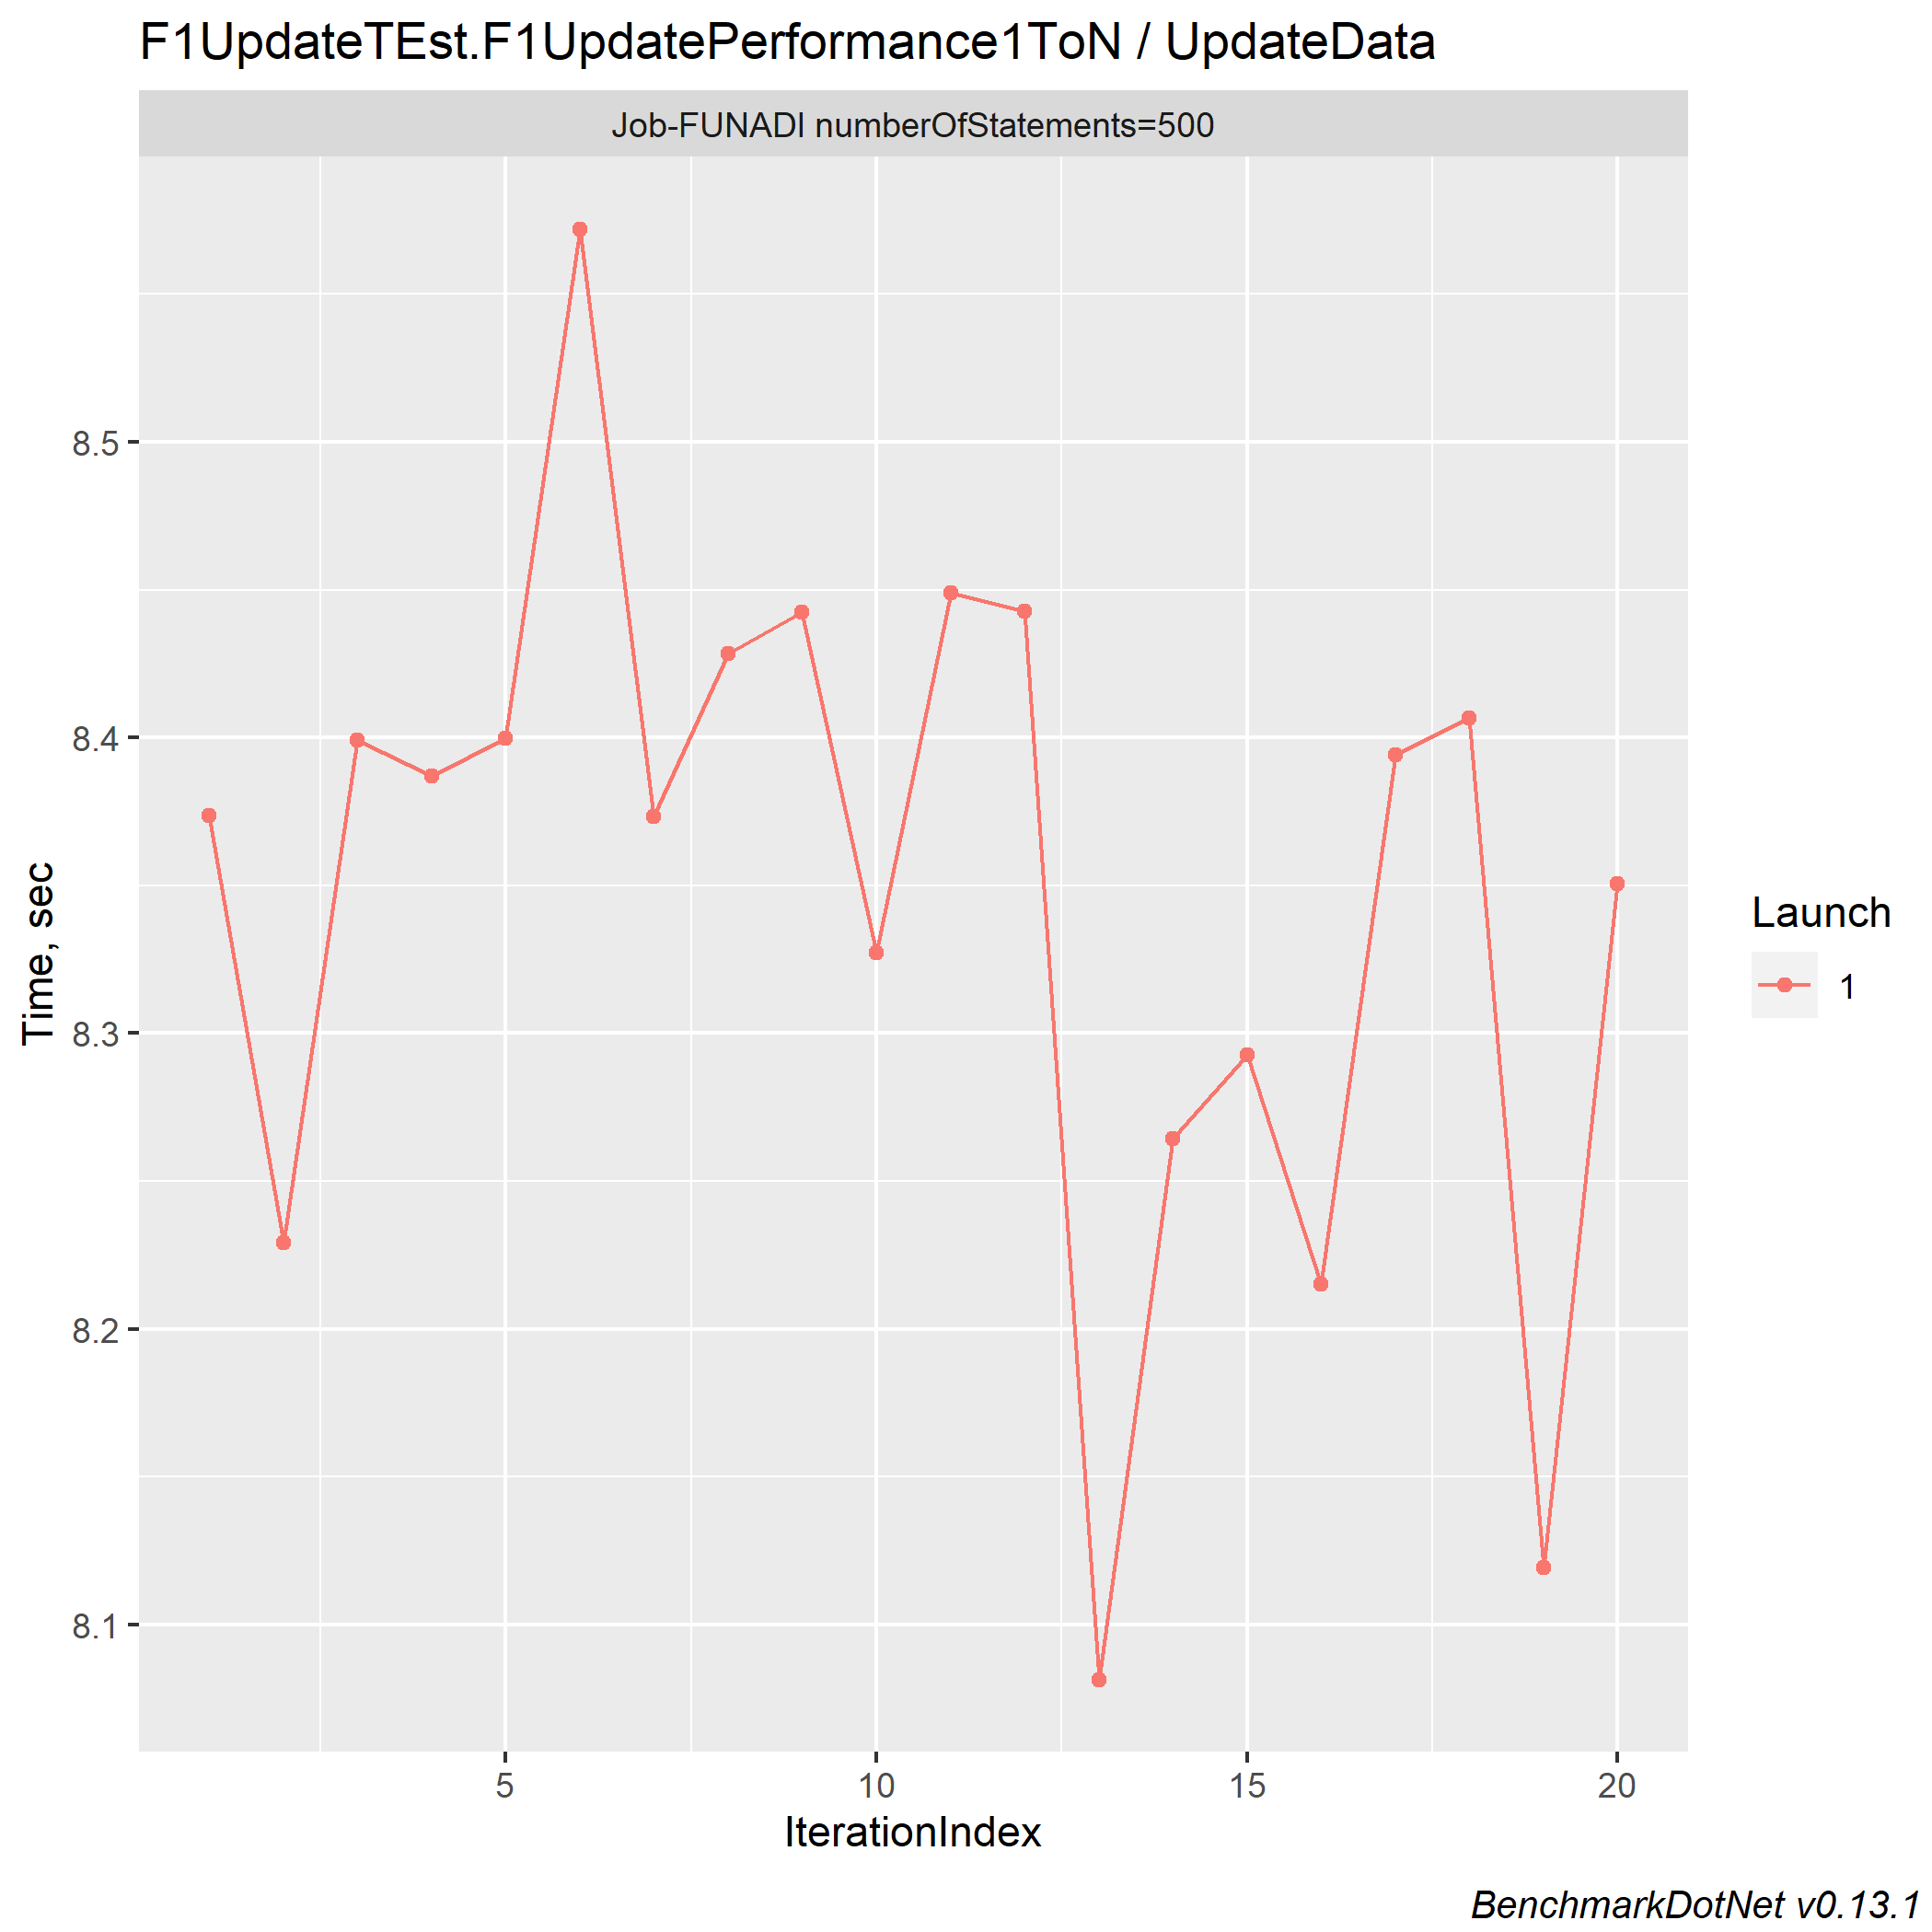 F1UpdateTEst.F1UpdatePerformance1ToN / UpdateData
Job-FUNADI numberOfStatements=500
8.5
8.4
8.3
8.2
8.1
Time, sec
5
10
15
20
IterationIndex
Launch
1
BenchmarkDotNet v0.13.1